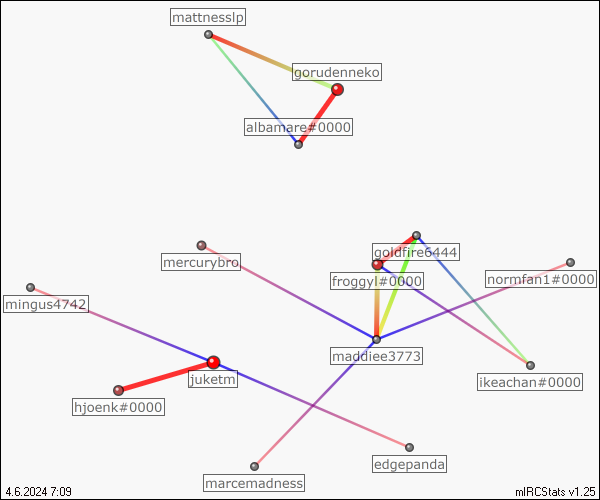 mattnesslp
gorudenneko
albamare#0000
goldfire6444
mercurybro
froggyl#0000
normfan1#0000
mingus4742
maddiee3773
juketm
ikeachan#0000
hjoenk#0000
edgepanda
marcemadness
4.6.2024 7:09
mIRCStats v1.25